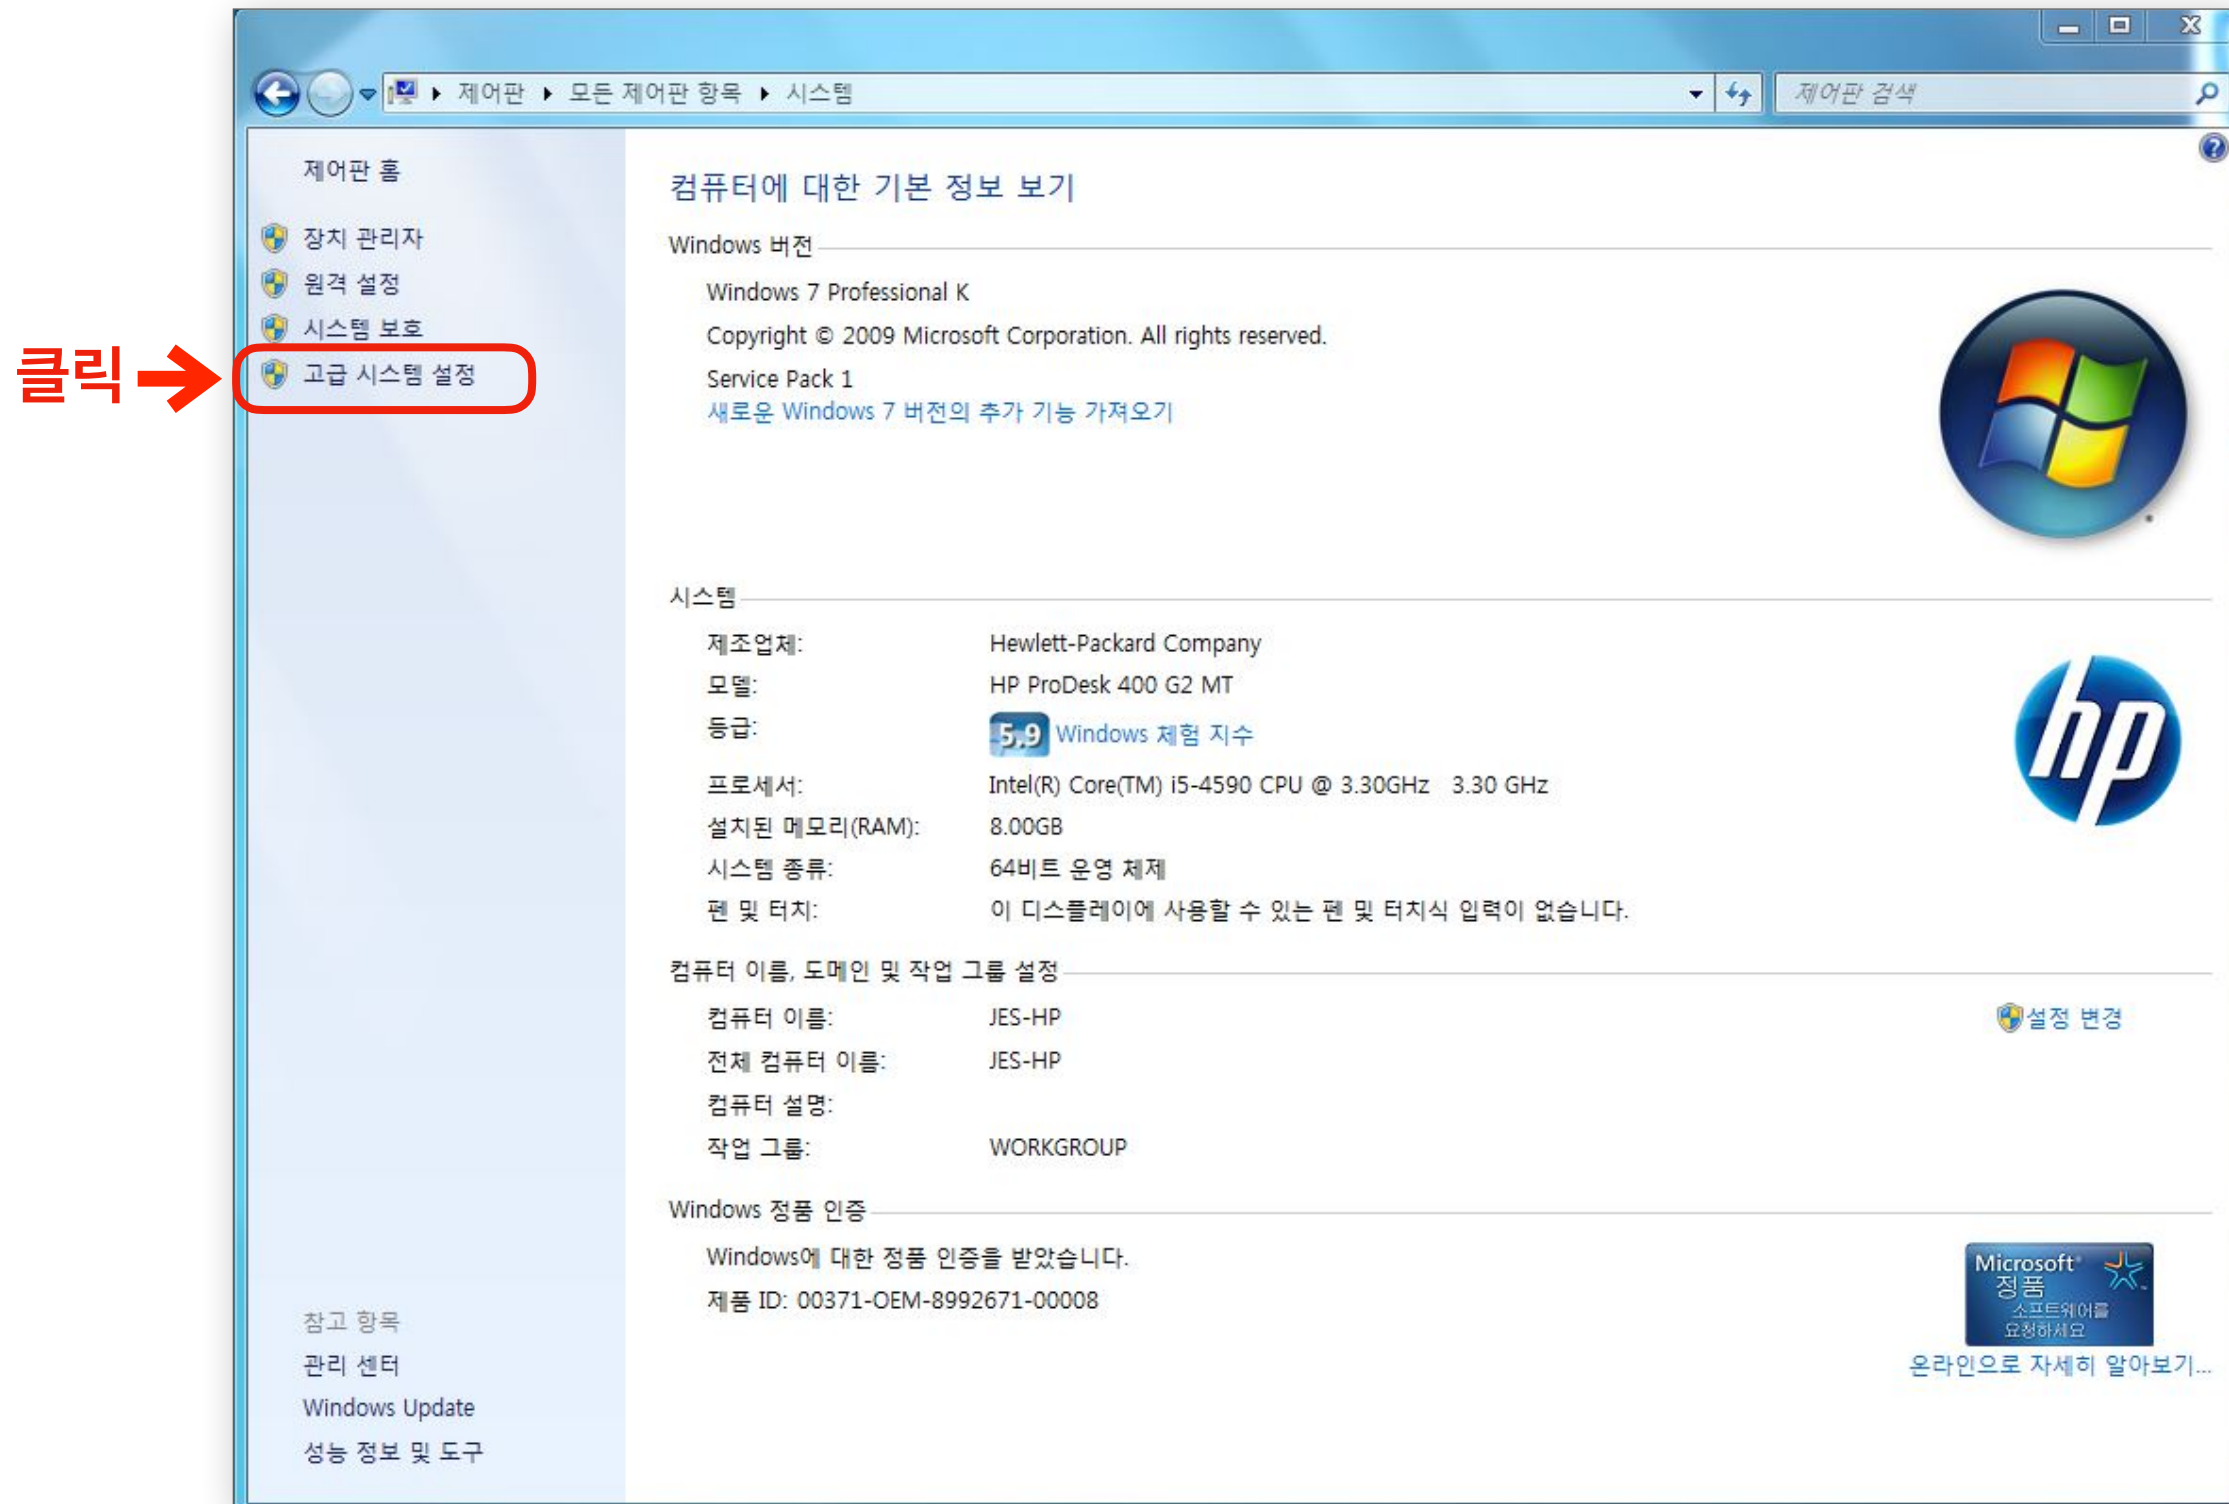 제어판 ▸ 모든 제어판 항목 ▸ 시스템
제어판 검색
제어판 홈
장치 관리자
원격 설정
시스템 보호
클릭
고급 시스템 설정
컴퓨터에 대한 기본 정보 보기
Windows 버전
Windows 7 Professional K
Copyright © 2009 Microsoft Corporation. All rights reserved.
Service Pack 1
새로운 Windows 7 버전의 추가 기능 가져오기
시스템
제조업체: Hewlett-Packard Company
모델: HP ProDesk 400 G2 MT
등급: 5,9 Windows 체험 지수
프로세서: Intel(R) Core(TM) i5-4590 CPU @ 3.30GHz 3.30 GHz
설치된 메모리(RAM): 8.00GB
시스템 종류: 64비트 운영 체제
펜 및 터치: 이 디스플레이에 사용할 수 있는 펜 및 터치식 입력이 없습니다.
hp
컴퓨터 이름, 도메인 및 작업 그룹 설정
컴퓨터 이름: JES-HP
설정 변경
전체 컴퓨터 이름: JES-HP
컴퓨터 설명:
작업 그룹: WORKGROUP
Windows 정품 인증
Windows에 대한 정품 인증을 받았습니다.
제품 ID: 00371-OEM-8992671-00008
Microsoft
정품
소프트웨어를
요청하세요
온라인으로 자세히 알아보기...
참고 항목
관리 센터
Windows Update
성능 정보 및 도구